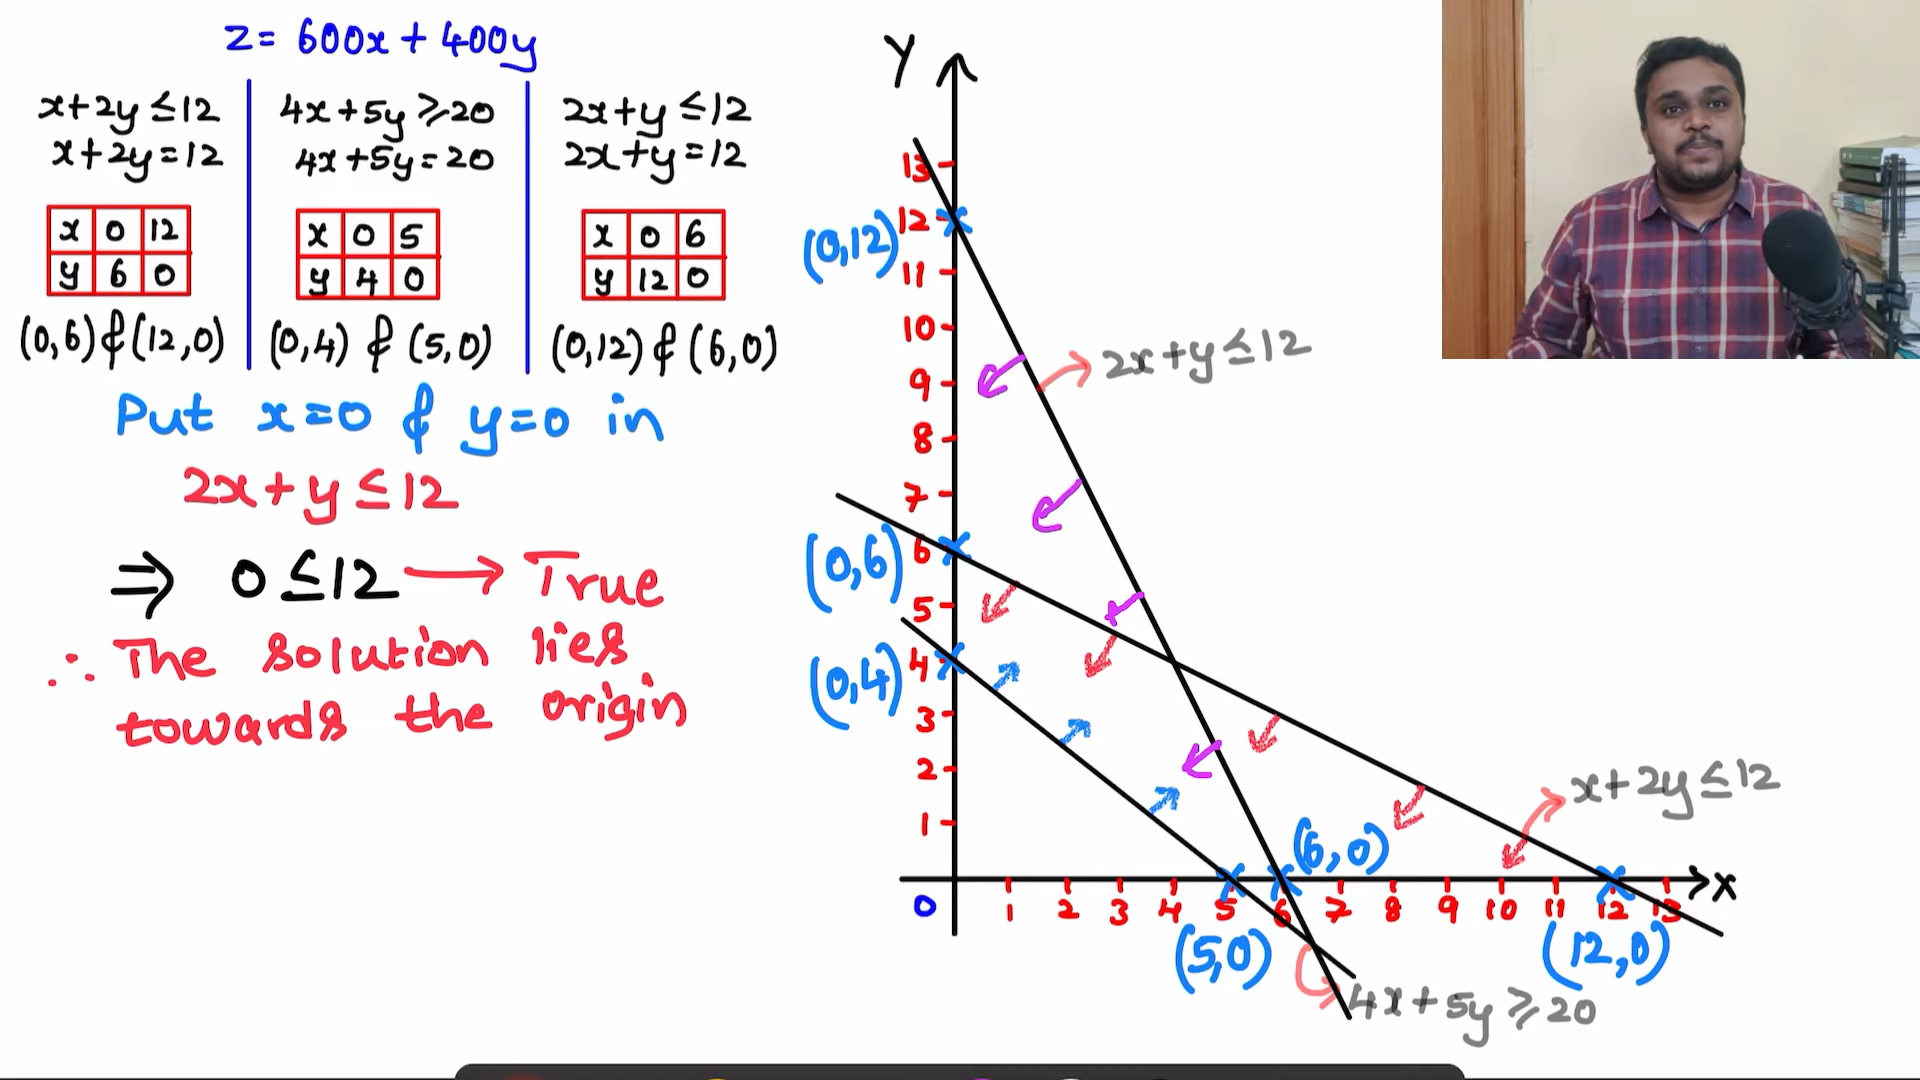 z = 600x + 400y
x+2y ≤ 12
x+2y = 12
x 0 12
y 6 0
(0,6) & (12,0)
4x+5y ≥ 20
4x+5y = 20
x 0 5
y 4 0
(0,4) & (5,0)
2x+y ≤ 12
2x+y = 12
x 0 6
y 12 0
(0,12) & (6,0)
Put x=0 & y=0 in
2x+y ≤ 12
⇒ 0 ≤ 12 → True
∴ The solution lies
towards the origin
Y
13
12
(0,12)
11
10
9
8
7
6
(0,6)
5
4
(0,4)
3
2
1
0
1 2 3 4 5 6 7 8 9 10 11 12 13
X
2x+y ≤ 12
x+2y ≤ 12
(6,0)
(5,0)
(12,0)
4x+5y ≥ 20